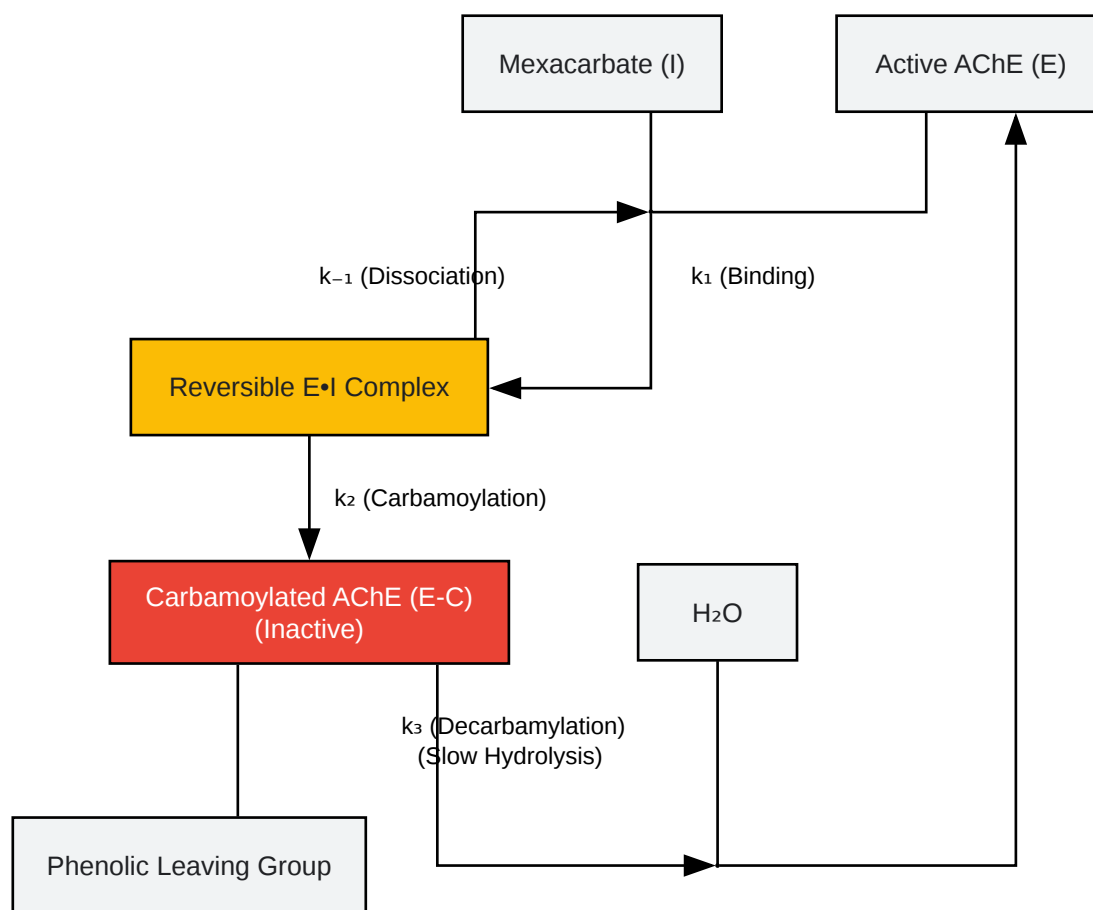 Mexacarbate (I)
Active AChE (E)
k₋₁ (Dissociation)
k₁ (Binding)
Reversible E•I Complex
k₂ (Carbamoylation)
Carbamoylated AChE (E-C)
(Inactive)
H₂O
k₃ (Decarbamylation)
(Slow Hydrolysis)
Phenolic Leaving Group